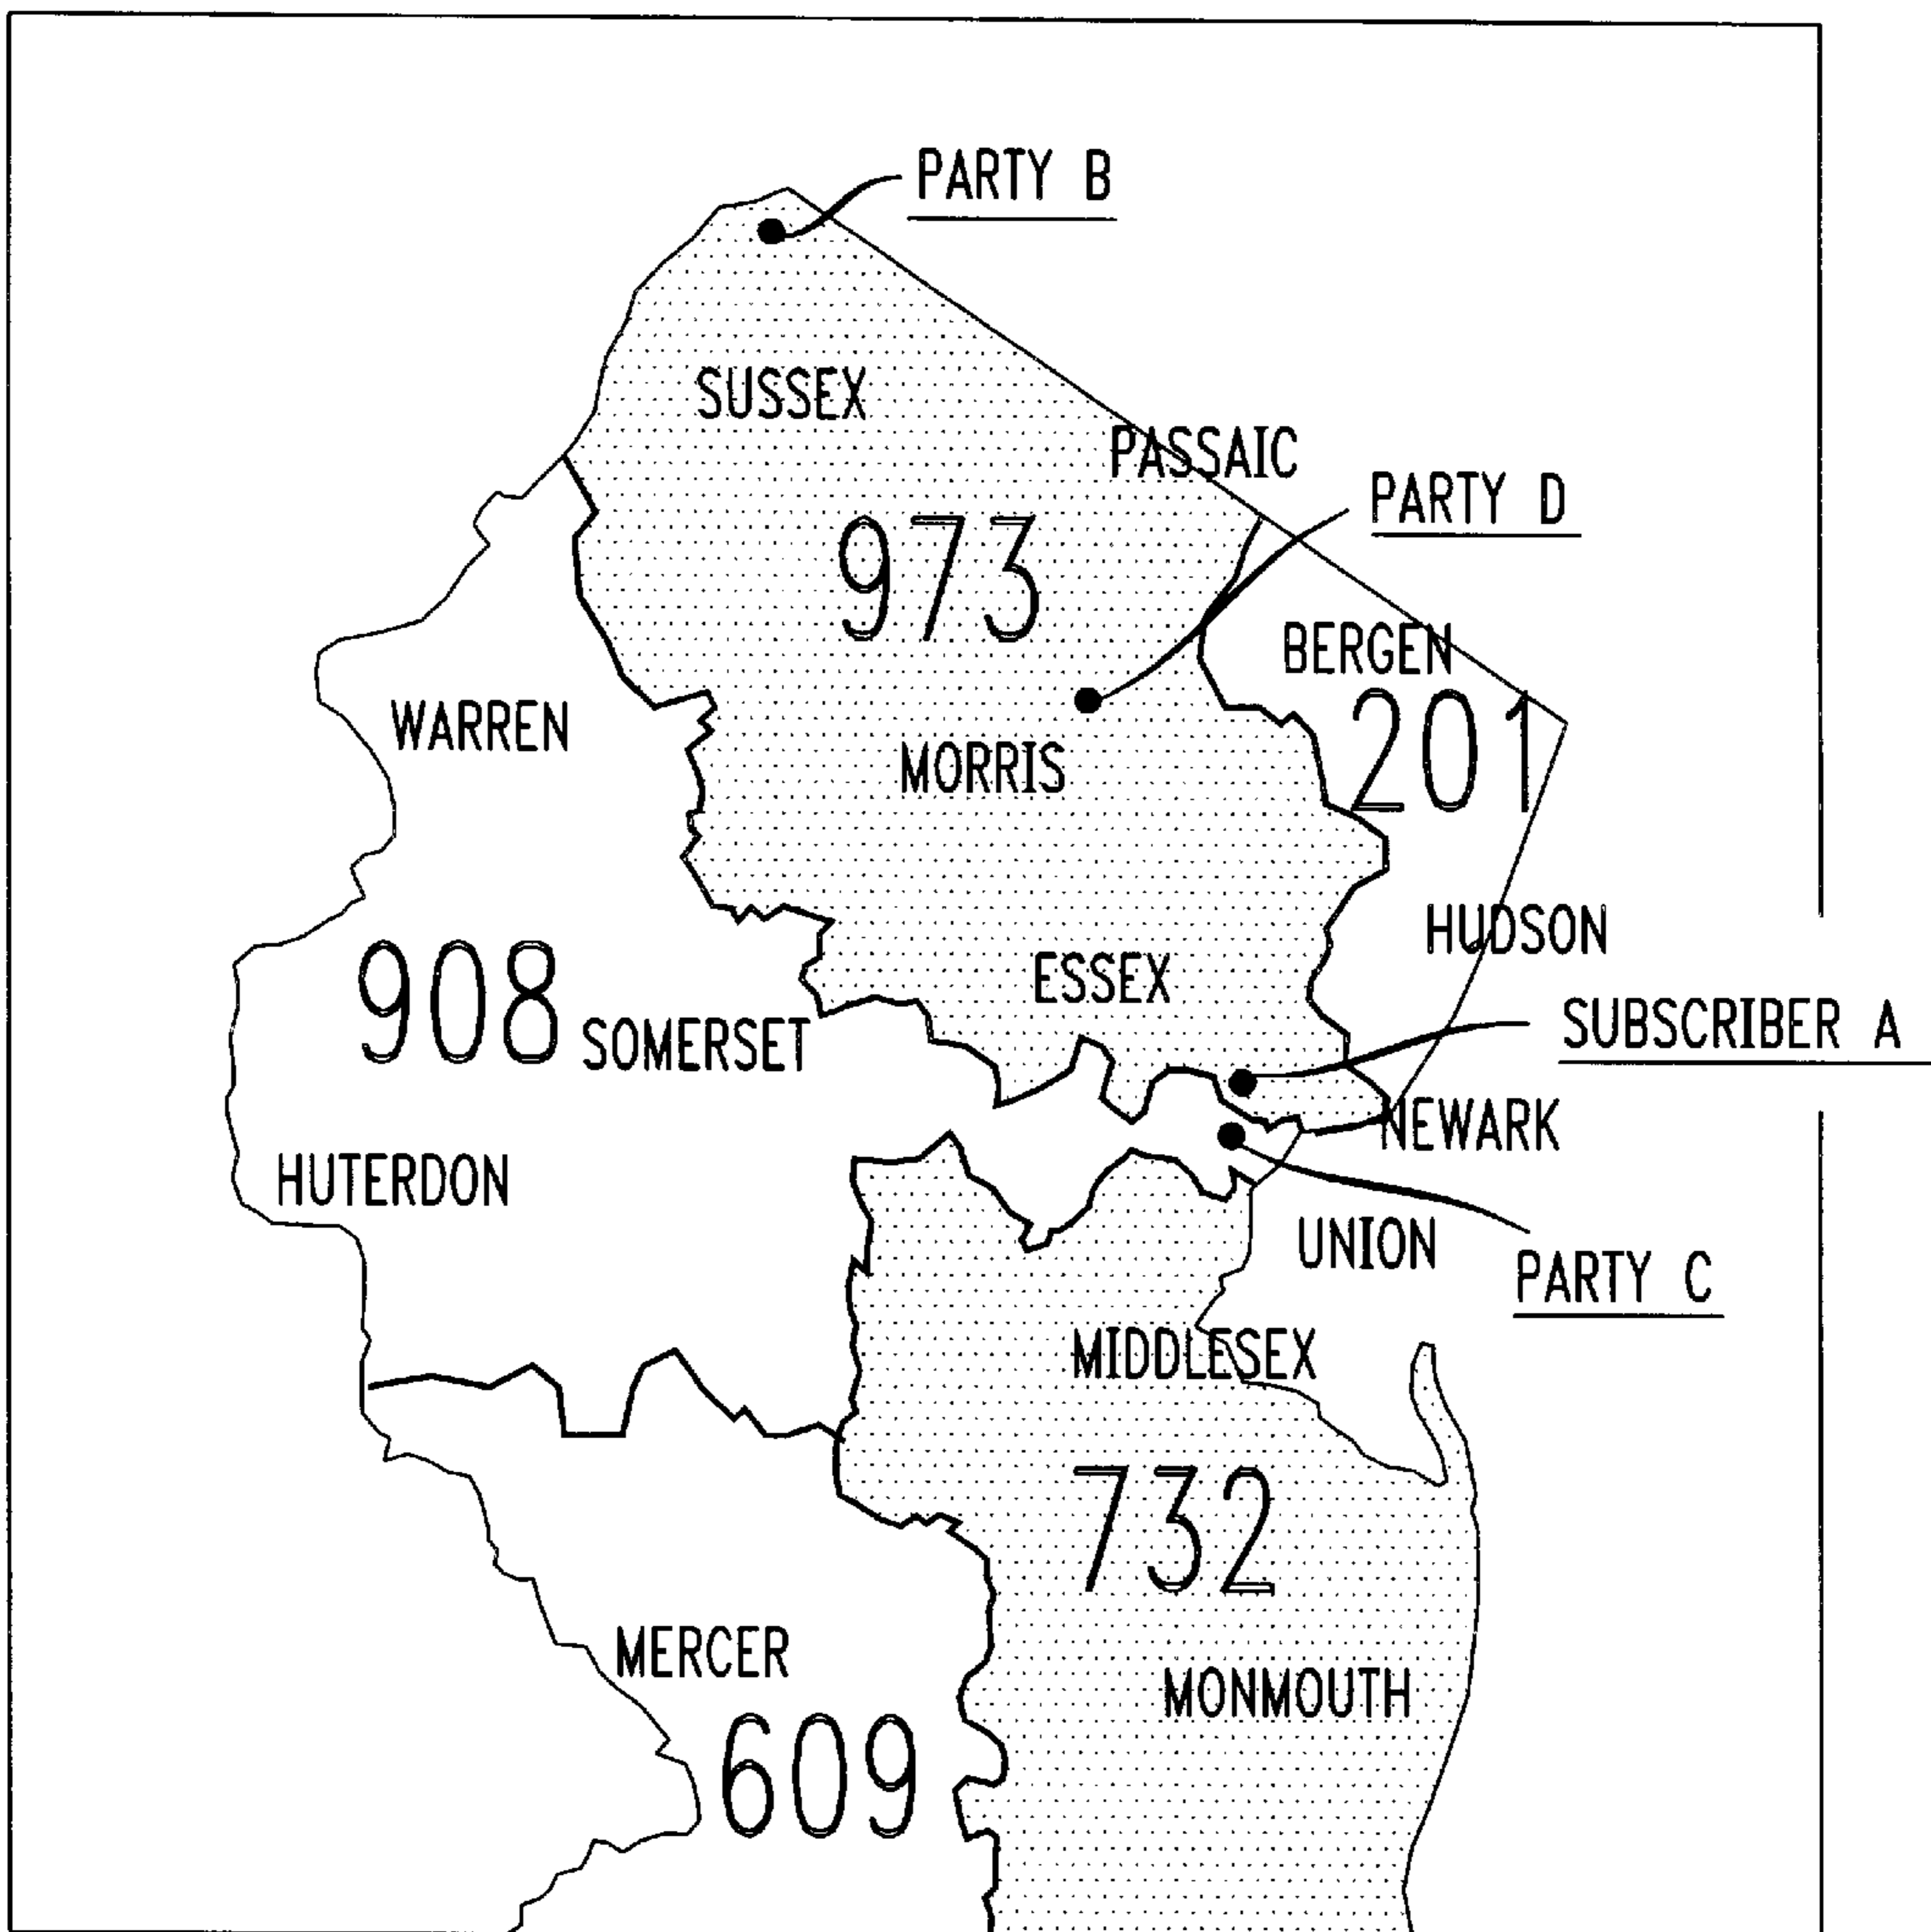 PARTY B
SUSSEX
PASSAIC
PARTY D
973
BERGEN
201
WARREN
MORRIS
HUDSON
908
ESSEX
SUBSCRIBER A
SOMERSET
NEWARK
HUTERDON
UNION
PARTY C
MIDDLESEX
732
MERCER
MONMOUTH
609